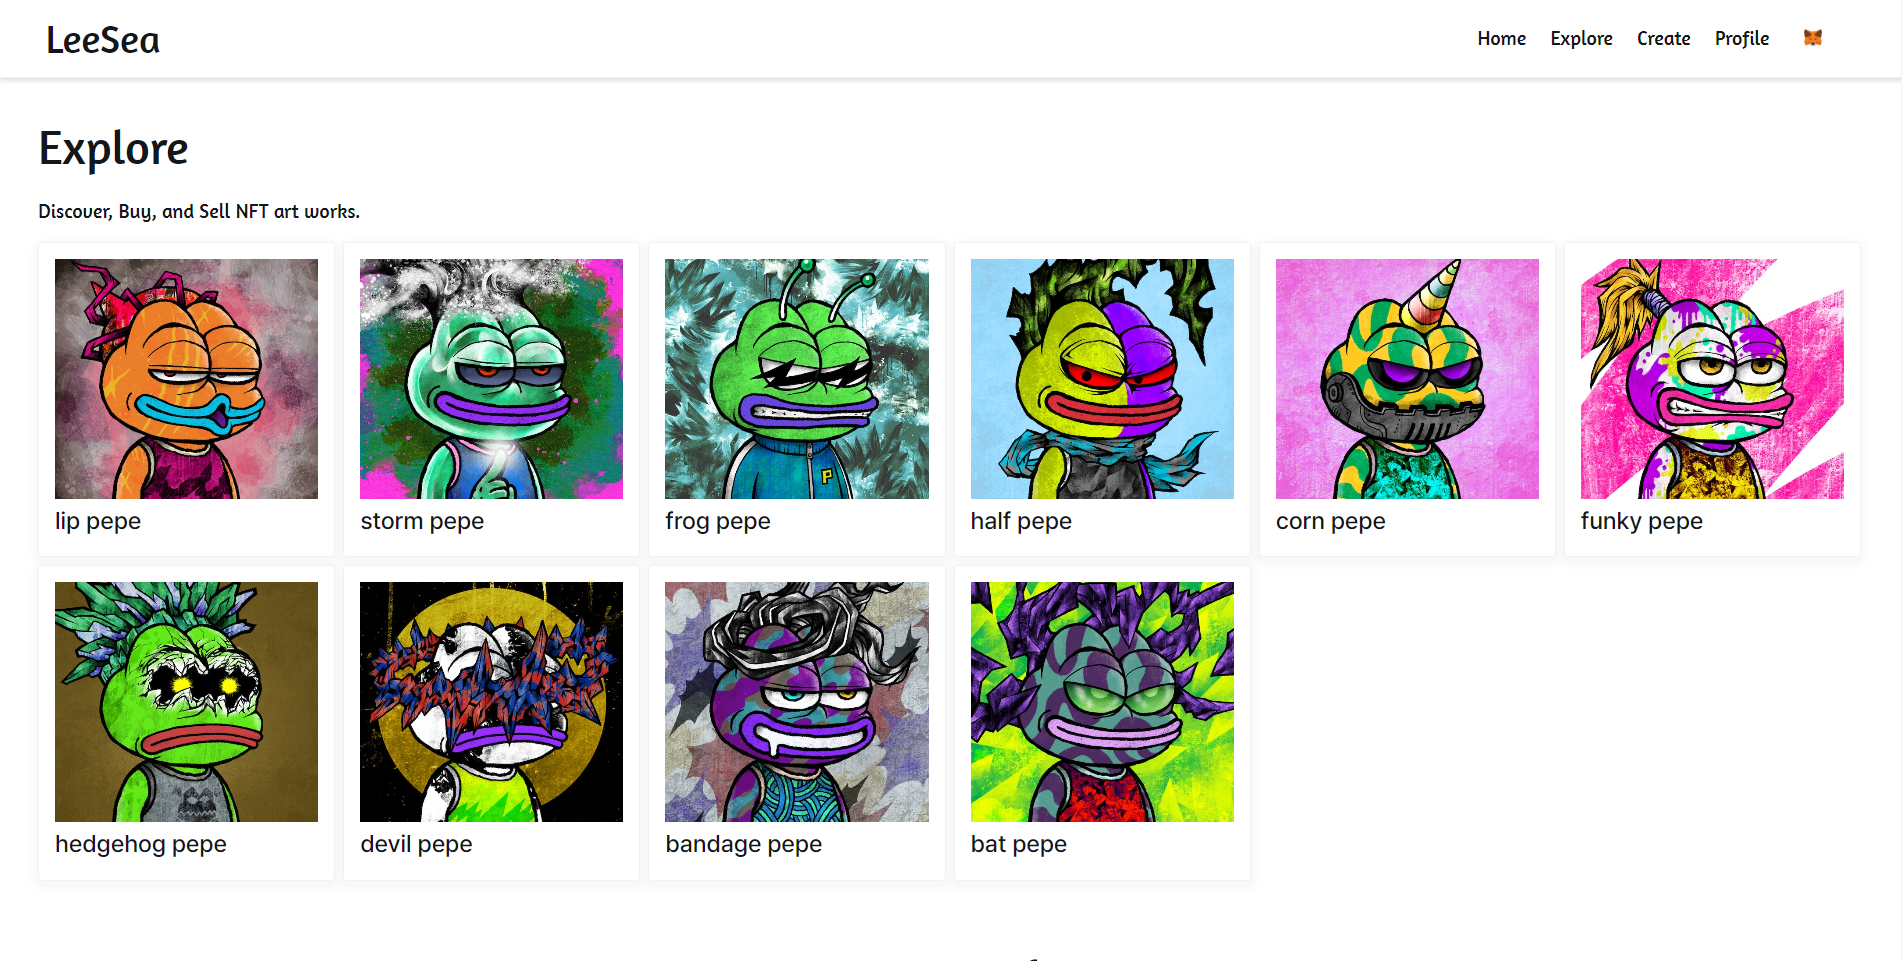 LeeSea
Home Explore Create Profile
Explore
Discover, Buy, and Sell NFT art works.
P
lip pepe
storm pepe
frog pepe
half pepe
corn pepe
funky pepe
hedgehog pepe
devil pepe
bandage pepe
bat pepe